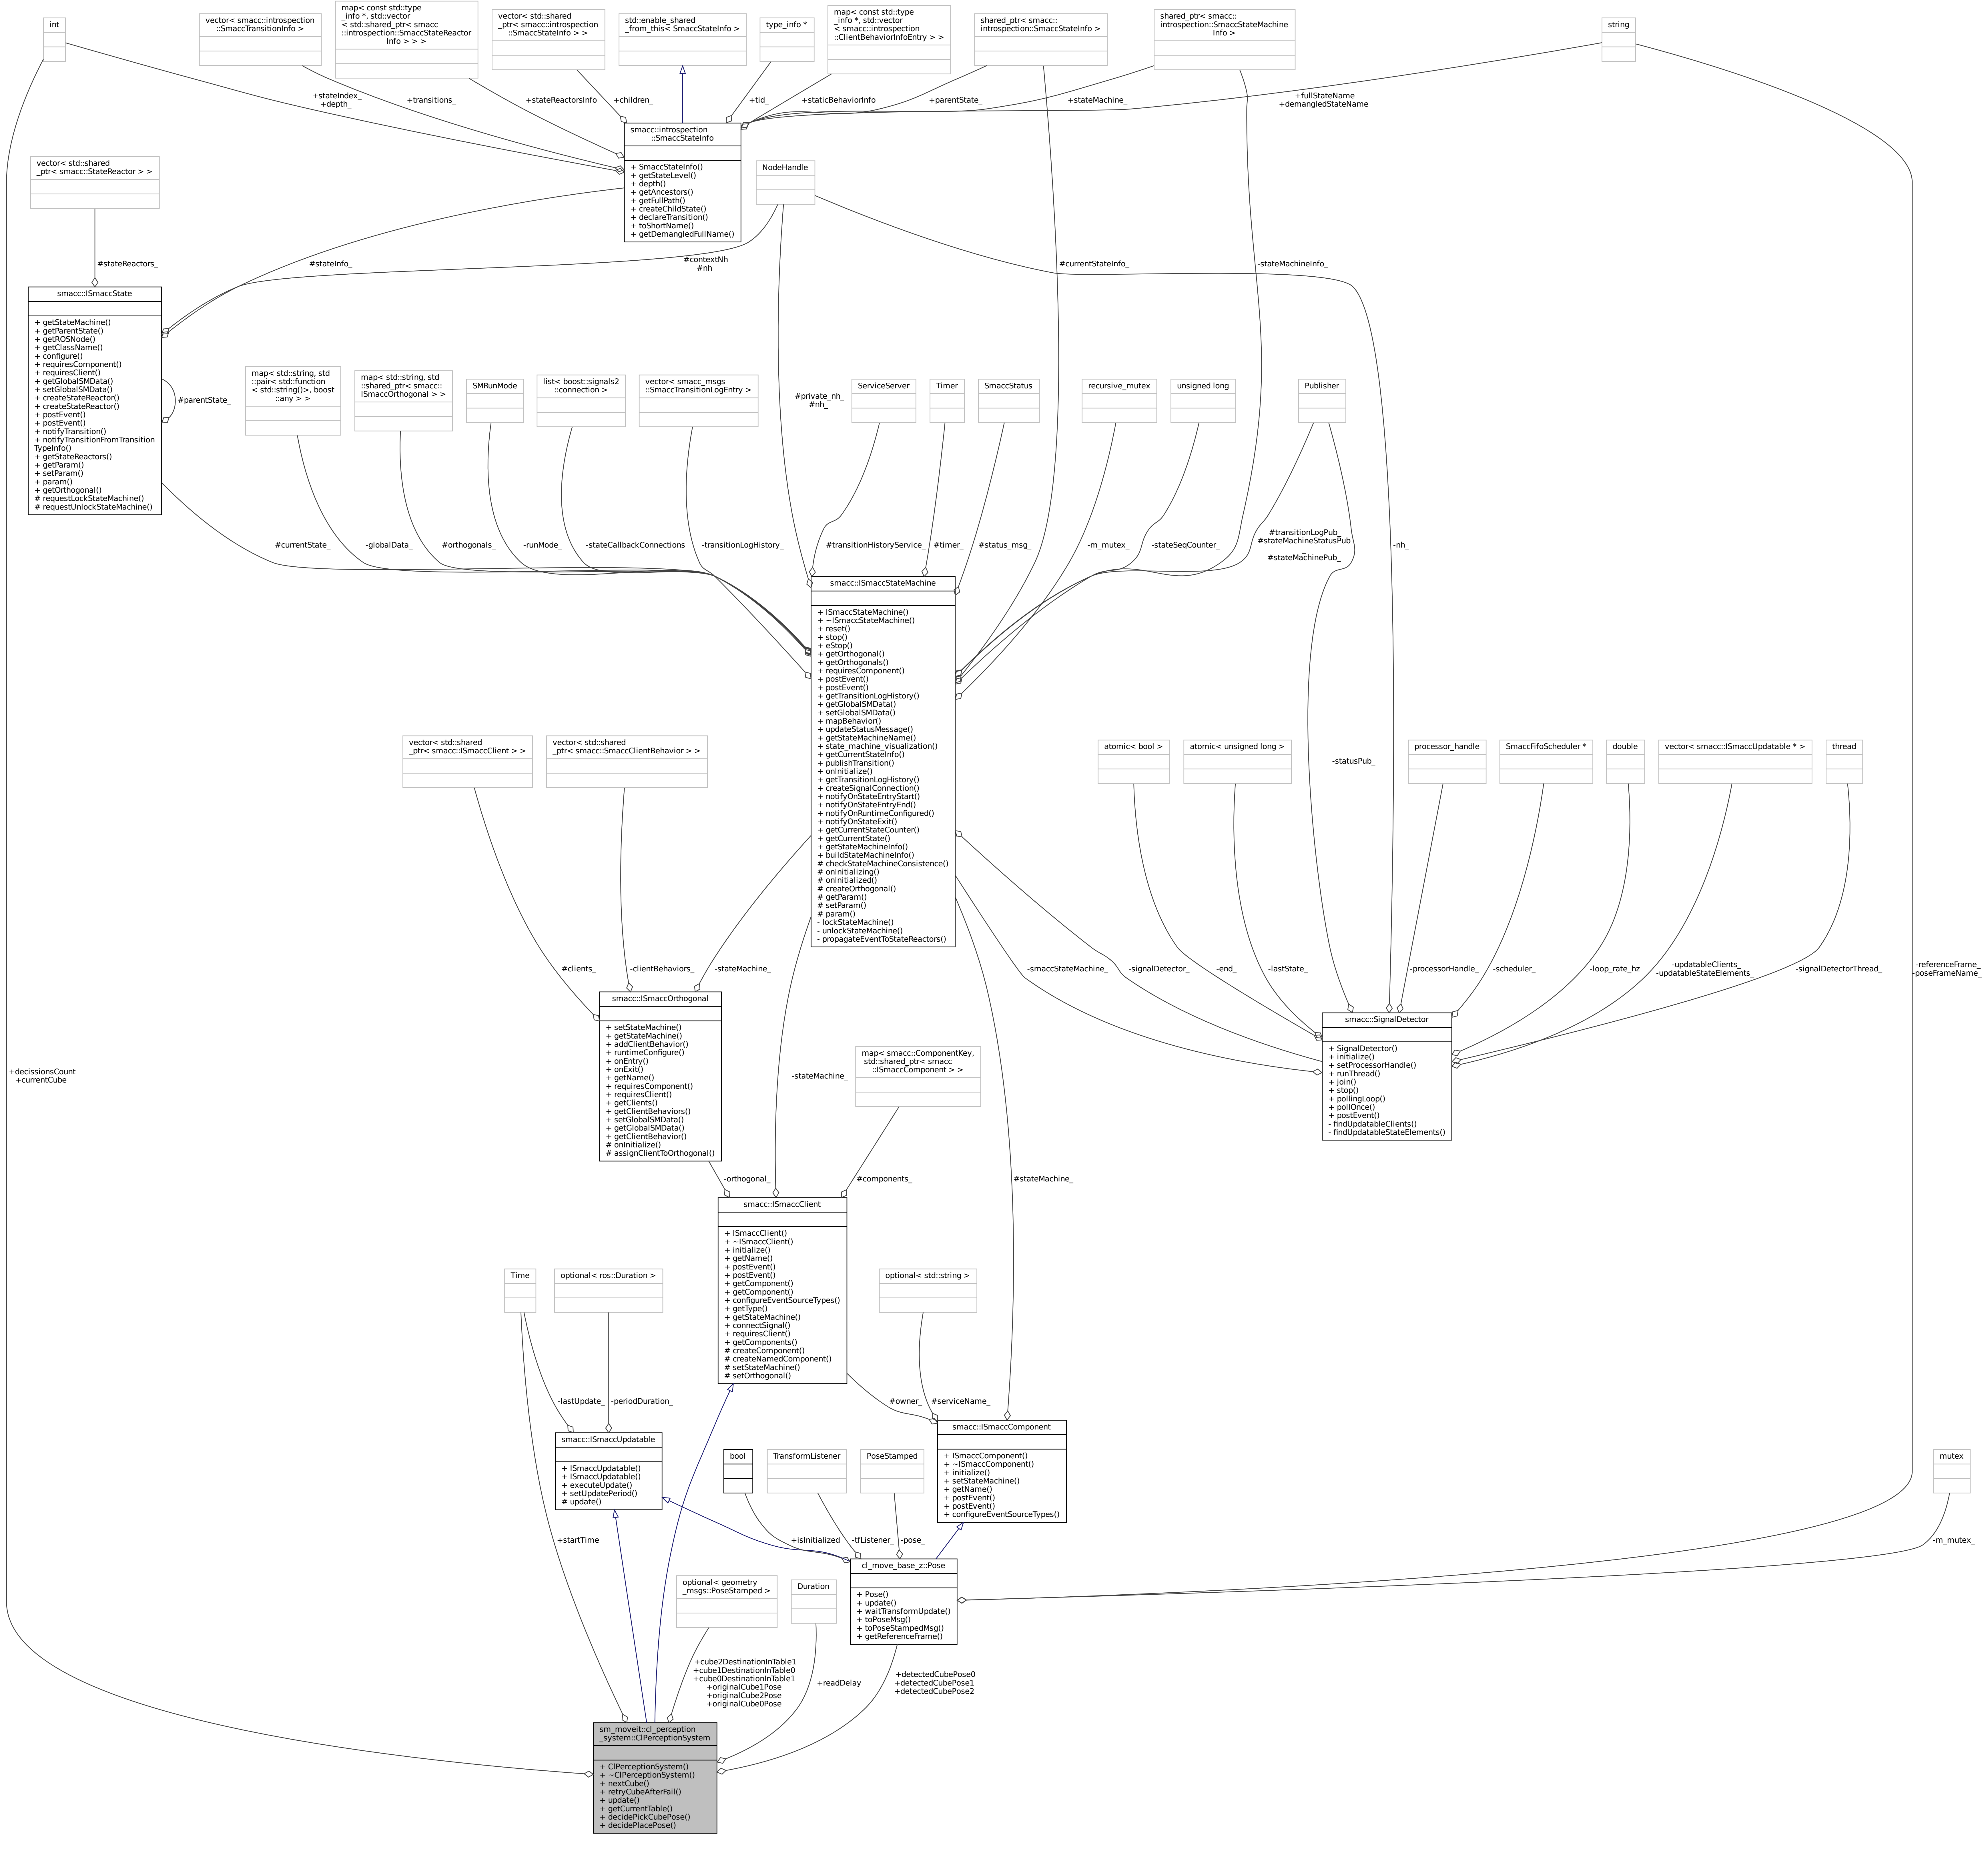 int
vector< smacc::introspection
::SmaccTransitionInfo >
map< const std::type
_info *, std::vector
< std::shared_ptr< smacc
::introspection::SmaccStateReactor
Info > > >
vector< std::shared
_ptr< smacc::introspection
::SmaccStateInfo > >
std::enable_shared
_from_this< SmaccStateInfo >
type_info *
map< const std::type
_info *, std::vector
< smacc::introspection
::ClientBehaviorInfoEntry > >
shared_ptr< smacc::
introspection::SmaccStateInfo >
shared_ptr< smacc::
introspection::SmaccStateMachine
Info >
string
+stateIndex_
+depth_
+transitions_
+stateReactorsInfo
+children_
+tid_
+staticBehaviorInfo
+parentState_
+stateMachine_
+fullStateName
+demangledStateName
smacc::introspection
::SmaccStateInfo
+ SmaccStateInfo()
+ getStateLevel()
+ depth()
+ getAncestors()
+ getFullPath()
+ createChildState()
+ declareTransition()
+ toShortName()
+ getDemangledFullName()
vector< std::shared
_ptr< smacc::StateReactor > >
NodeHandle
#stateReactors_
#stateInfo_
#contextNh
#nh
#currentStateInfo_
-stateMachineInfo_
smacc::ISmaccState
+ getStateMachine()
+ getParentState()
+ getROSNode()
+ getClassName()
+ configure()
+ requiresComponent()
+ requiresClient()
+ getGlobalSMData()
+ setGlobalSMData()
+ createStateReactor()
+ createStateReactor()
+ postEvent()
+ postEvent()
+ notifyTransition()
+ notifyTransitionFromTransition
TypeInfo()
+ getStateReactors()
+ getParam()
+ setParam()
+ param()
+ getOrthogonal()
# requestLockStateMachine()
# requestUnlockStateMachine()
#parentState_
map< std::string, std
::pair< std::function
< std::string()>, boost
::any > >
map< std::string, std
::shared_ptr< smacc::
ISmaccOrthogonal > >
SMRunMode
list< boost::signals2
::connection >
vector< smacc_msgs
::SmaccTransitionLogEntry >
#private_nh_
#nh_
ServiceServer
Timer
SmaccStatus
recursive_mutex
unsigned long
Publisher
#currentState_
-globalData_
#orthogonals_
-runMode_
-stateCallbackConnections
-transitionLogHistory_
#transitionHistoryService_
#timer_
#status_msg_
-m_mutex_
-stateSeqCounter_
#transitionLogPub_
#stateMachineStatusPub
_
#stateMachinePub_
-nh_
smacc::ISmaccStateMachine
+ ISmaccStateMachine()
+ ~ISmaccStateMachine()
+ reset()
+ stop()
+ eStop()
+ getOrthogonal()
+ getOrthogonals()
+ requiresComponent()
+ postEvent()
+ postEvent()
+ getTransitionLogHistory()
+ getGlobalSMData()
+ setGlobalSMData()
+ mapBehavior()
+ updateStatusMessage()
+ getStateMachineName()
+ state_machine_visualization()
+ getCurrentStateInfo()
+ publishTransition()
+ onInitialize()
+ getTransitionLogHistory()
+ createSignalConnection()
+ notifyOnStateEntryStart()
+ notifyOnStateEntryEnd()
+ notifyOnRuntimeConfigured()
+ notifyOnStateExit()
+ getCurrentStateCounter()
+ getCurrentState()
+ getStateMachineInfo()
+ buildStateMachineInfo()
# checkStateMachineConsistence()
# onInitializing()
# onInitialized()
# createOrthogonal()
# getParam()
# setParam()
# param()
- lockStateMachine()
- unlockStateMachine()
- propagateEventToStateReactors()
vector< std::shared
_ptr< smacc::ISmaccClient > >
vector< std::shared
_ptr< smacc::SmaccClientBehavior > >
atomic< bool >
atomic< unsigned long >
-statusPub_
processor_handle
SmaccFifoScheduler *
double
vector< smacc::ISmaccUpdatable * >
thread
#clients_
-clientBehaviors_
-stateMachine_
-smaccStateMachine_
-signalDetector_
-end_
-lastState_
-processorHandle_
-scheduler_
-loop_rate_hz
-updatableClients_
-updatableStateElements_
-signalDetectorThread_
-referenceFrame_
-poseFrameName_
smacc::ISmaccOrthogonal
+ setStateMachine()
+ getStateMachine()
+ addClientBehavior()
+ runtimeConfigure()
+ onEntry()
+ onExit()
+ getName()
+ requiresComponent()
+ requiresClient()
+ getClients()
+ getClientBehaviors()
+ setGlobalSMData()
+ getGlobalSMData()
+ getClientBehavior()
# onInitialize()
# assignClientToOrthogonal()
smacc::SignalDetector
+ SignalDetector()
+ initialize()
+ setProcessorHandle()
+ runThread()
+ join()
+ stop()
+ pollingLoop()
+ pollOnce()
+ postEvent()
- findUpdatableClients()
- findUpdatableStateElements()
+decissionsCount
+currentCube
-stateMachine_
map< smacc::ComponentKey,
std::shared_ptr< smacc
::ISmaccComponent > >
-orthogonal_
#components_
#stateMachine_
smacc::ISmaccClient
+ ISmaccClient()
+ ~ISmaccClient()
+ initialize()
+ getName()
+ postEvent()
+ postEvent()
+ getComponent()
+ getComponent()
+ configureEventSourceTypes()
+ getType()
+ getStateMachine()
+ connectSignal()
+ requiresClient()
+ getComponents()
# createComponent()
# createNamedComponent()
# setStateMachine()
# setOrthogonal()
Time
optional< ros::Duration >
optional< std::string >
-lastUpdate_
-periodDuration_
#owner_
#serviceName_
smacc::ISmaccUpdatable
+ ISmaccUpdatable()
+ ISmaccUpdatable()
+ executeUpdate()
+ setUpdatePeriod()
# update()
smacc::ISmaccComponent
+ ISmaccComponent()
+ ~ISmaccComponent()
+ initialize()
+ setStateMachine()
+ getName()
+ postEvent()
+ postEvent()
+ configureEventSourceTypes()
bool
TransformListener
PoseStamped
mutex
+startTime
+isInitialized
-tfListener_
-pose_
-m_mutex_
cl_move_base_z::Pose
+ Pose()
+ update()
+ waitTransformUpdate()
+ toPoseMsg()
+ toPoseStampedMsg()
+ getReferenceFrame()
optional< geometry
_msgs::PoseStamped >
Duration
+cube2DestinationInTable1
+cube1DestinationInTable0
+cube0DestinationInTable1
+originalCube1Pose
+originalCube2Pose
+originalCube0Pose
+readDelay
+detectedCubePose0
+detectedCubePose1
+detectedCubePose2
sm_moveit::cl_perception
_system::ClPerceptionSystem
+ ClPerceptionSystem()
+ ~ClPerceptionSystem()
+ nextCube()
+ retryCubeAfterFail()
+ update()
+ getCurrentTable()
+ decidePickCubePose()
+ decidePlacePose()